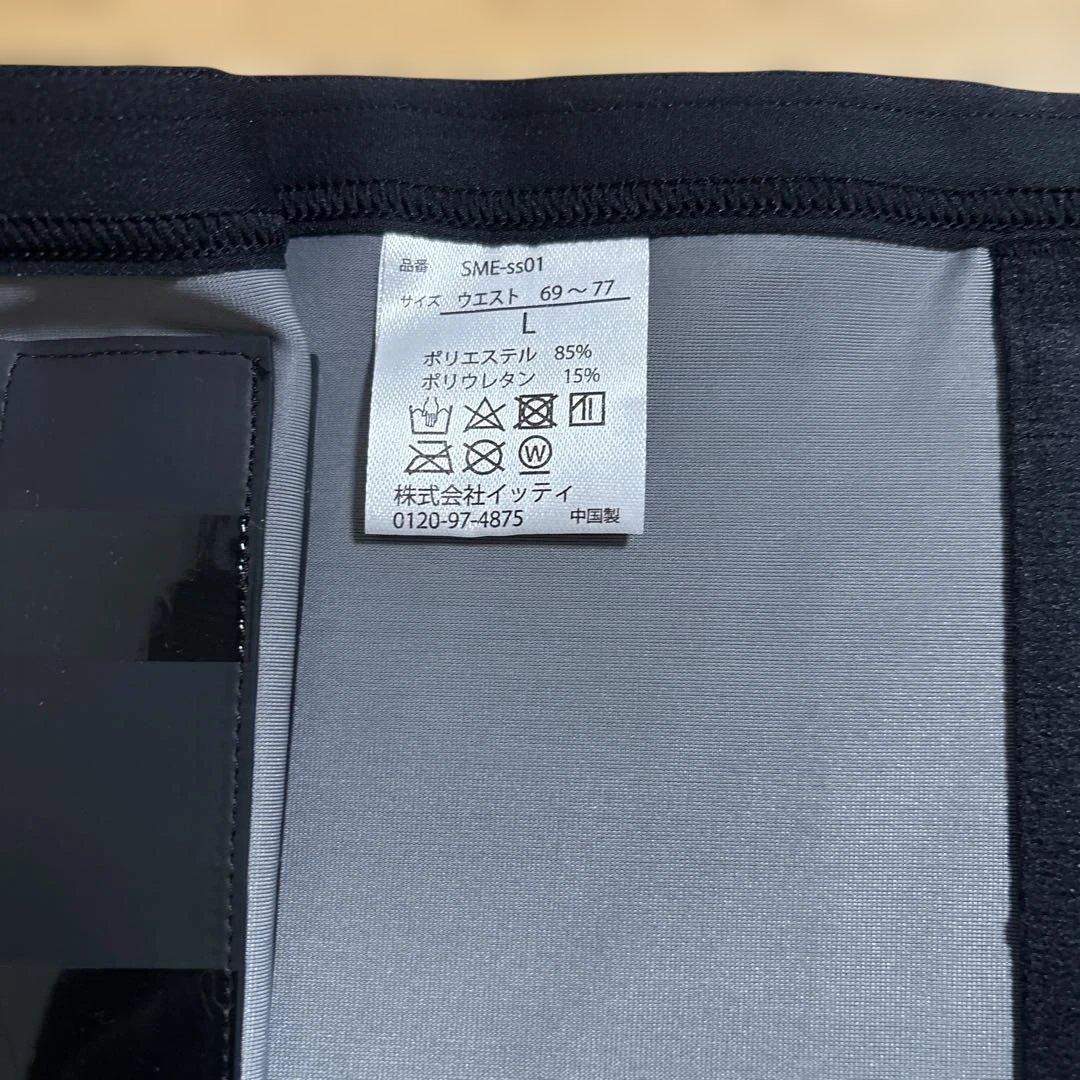 品番 SME-ss01
サイズ ウエスト 69～77
L
ポリエステル 85%
ポリウレタン 15%
W
株式会社イッティ
0120-97-4875 中国製